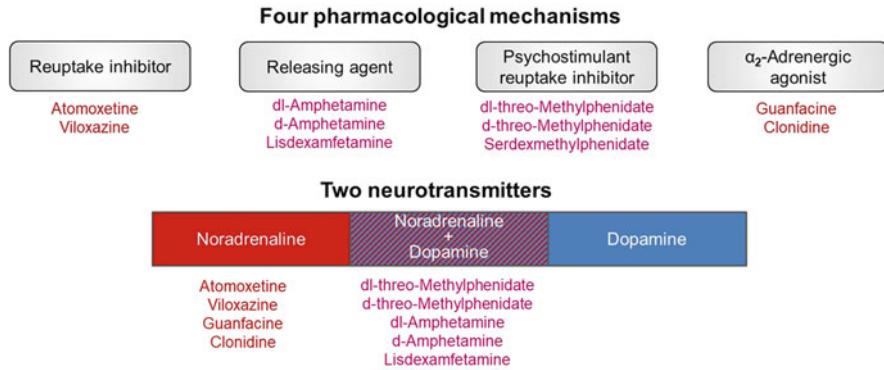 Four pharmacological mechanisms
Reuptake inhibitor
Atomoxetine
Viloxazine
Releasing agent
dl-Amphetamine
d-Amphetamine
Lisdexamfetamine
Psychostimulant
reuptake inhibitor
dl-threo-Methylphenidate
d-threo-Methylphenidate
Serdexmethylphenidate
α₂-Adrenergic
agonist
Guanfacine
Clonidine
Two neurotransmitters
Noradrenaline
Noradrenaline
+
Dopamine
Dopamine
Atomoxetine
Viloxazine
Guanfacine
Clonidine
dl-threo-Methylphenidate
d-threo-Methylphenidate
dl-Amphetamine
d-Amphetamine
Lisdexamfetamine